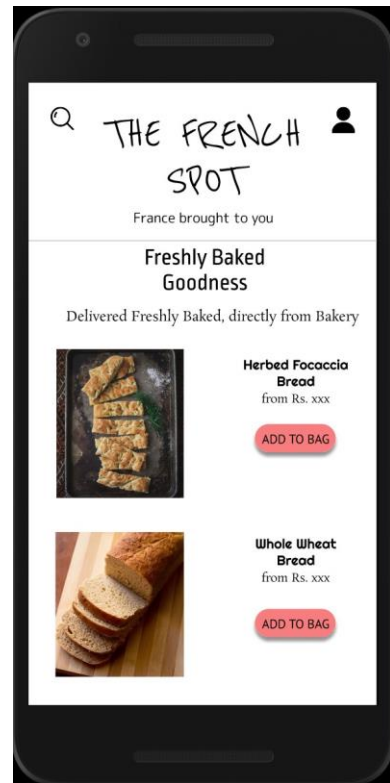 THE FRENCH
SPOT
France brought to you
Freshly Baked
Goodness
Delivered Freshly Baked, directly from Bakery
Herbed Focaccia
Bread
from Rs. xxx
ADD TO BAG
Whole Wheat
Bread
from Rs. xxx
ADD TO BAG